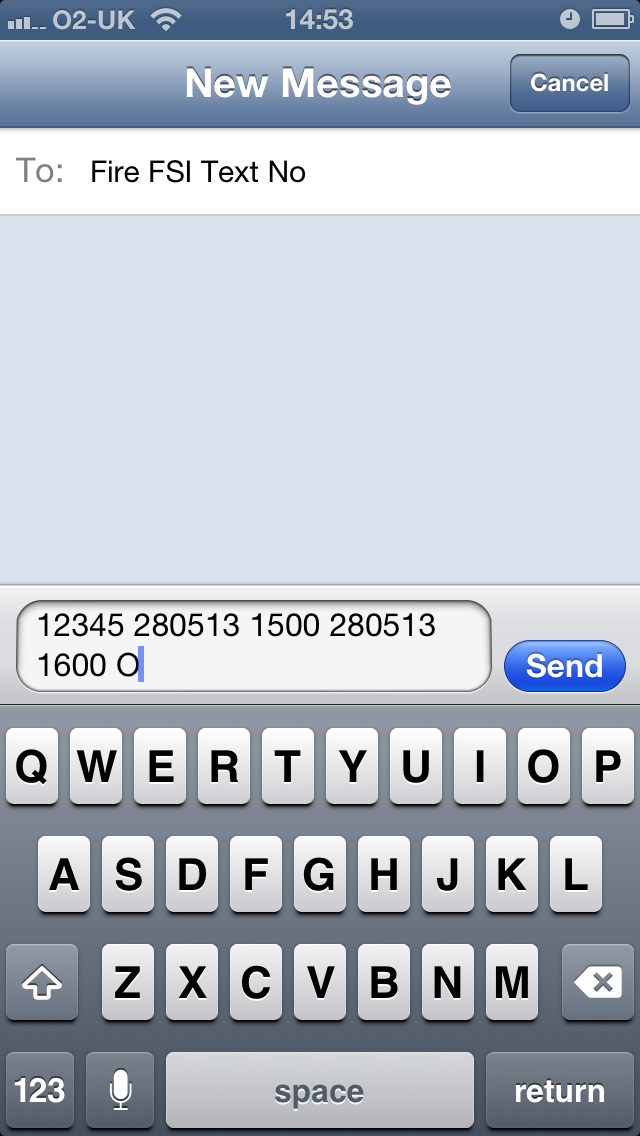 O2-UK 14:53
New Message Cancel
To: Fire FSI Text No
12345 280513 1500 280513
1600 O
Send
Q W E R T Y U I O P
A S D F G H J K L
Z X C V B N M
123 space return